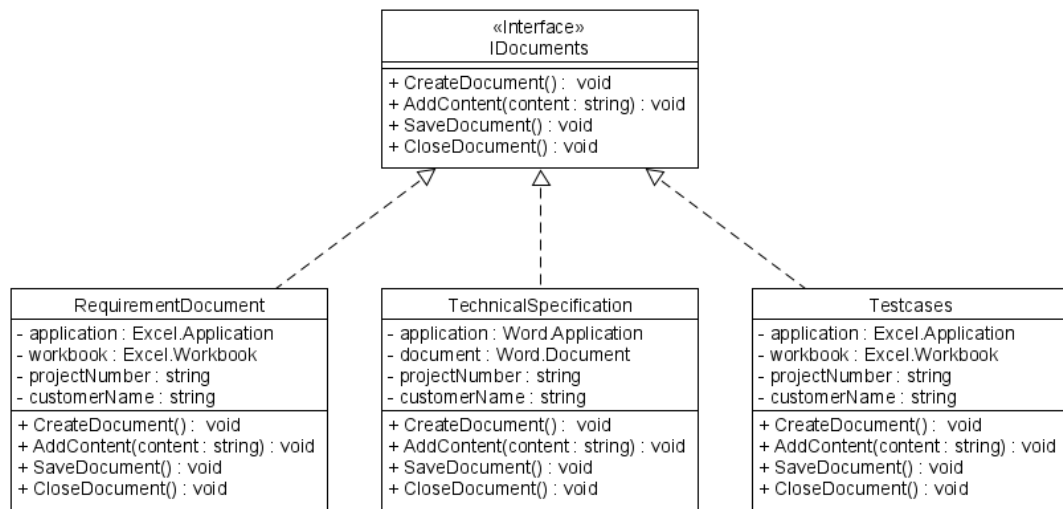 «Interface»
IDocuments
+ CreateDocument() :  void
+ AddContent(content : string) : void
+ SaveDocument() : void
+ CloseDocument() : void
RequirementDocument
- application : Excel.Application
- workbook : Excel.Workbook
- projectNumber : string
- customerName : string
+ CreateDocument() :  void
+ AddContent(content : string) : void
+ SaveDocument() : void
+ CloseDocument() : void
TechnicalSpecification
- application : Word.Application
- document : Word.Document
- projectNumber : string
- customerName : string
+ CreateDocument() :  void
+ AddContent(content : string) : void
+ SaveDocument() : void
+ CloseDocument() : void
Testcases
- application : Excel.Application
- workbook : Excel.Workbook
- projectNumber : string
- customerName : string
+ CreateDocument() :  void
+ AddContent(content : string) : void
+ SaveDocument() : void
+ CloseDocument() : void